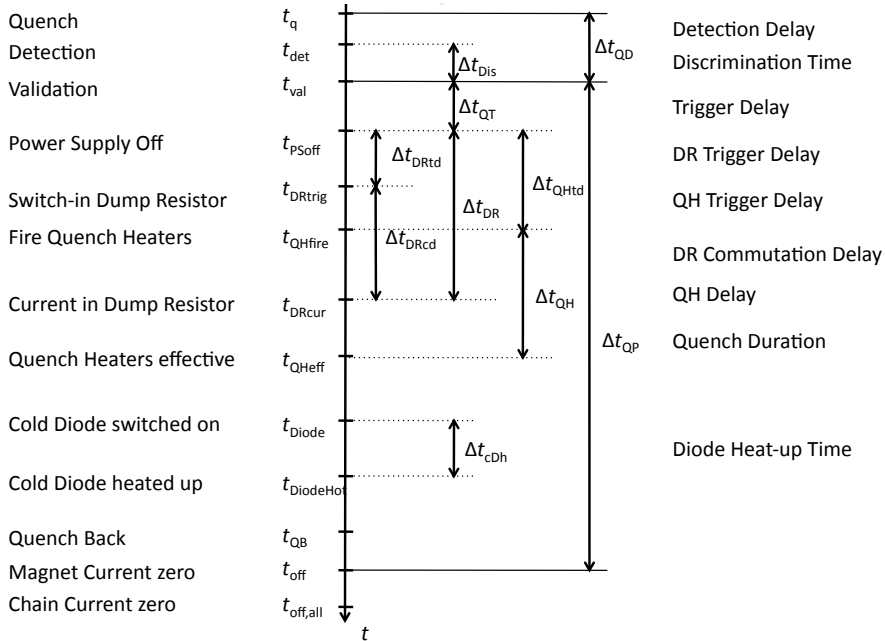 Quench t_q Detection Delay
Detection t_det Δt_QD
Δt_Dis Discrimination Time
Validation t_val
Δt_QT Trigger Delay
Power Supply Off t_PSoff
Δt_DRtd DR Trigger Delay
Switch-in Dump Resistor t_DRtrig Δt_QHtd QH Trigger Delay
Δt_DR
Fire Quench Heaters t_QHfire Δt_DRcd
DR Commutation Delay
Current in Dump Resistor t_DRcur Δt_QH QH Delay
Δt_QP Quench Duration
Quench Heaters effective t_QHeff
Cold Diode switched on t_Diode
Δt_cDh Diode Heat-up Time
Cold Diode heated up t_DiodeHot
Quench Back t_QB
Magnet Current zero t_off
Chain Current zero t_off,all
t